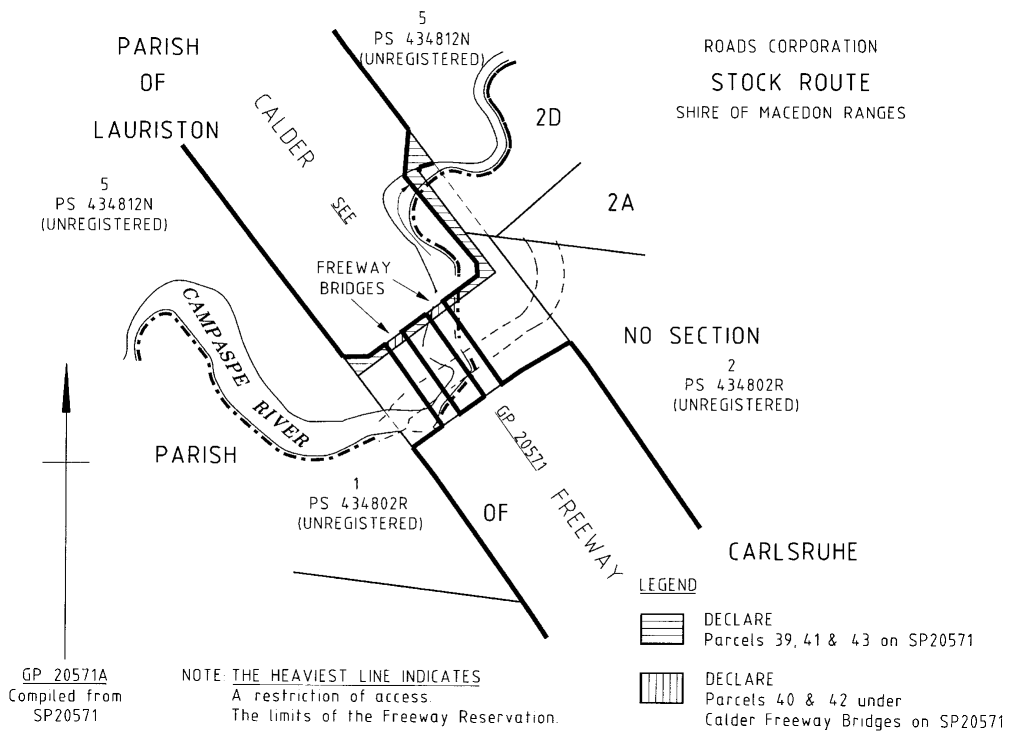 PARISH
OF
LAURISTON
5
PS 434812N
(UNREGISTERED)
ROADS CORPORATION
STOCK ROUTE
SHIRE OF MACEDON RANGES
CALDER
SEE
2D
2A
5
PS 434812N
(UNREGISTERED)
FREEWAY
BRIDGES
CAMPASPE RIVER
NO SECTION
2
PS 434802R
(UNREGISTERED)
PARISH
1
PS 434802R
(UNREGISTERED)
OF
GP 20571
FREEWAY
CARLSRUHE
LEGEND
DECLARE
Parcels 39, 41 & 43 on SP20571
DECLARE
Parcels 40 & 42 under
Calder Freeway Bridges on SP20571
GP 20571A
Compiled from
SP20571
NOTE: THE HEAVIEST LINE INDICATES
A restriction of access.
The limits of the Freeway Reservation.